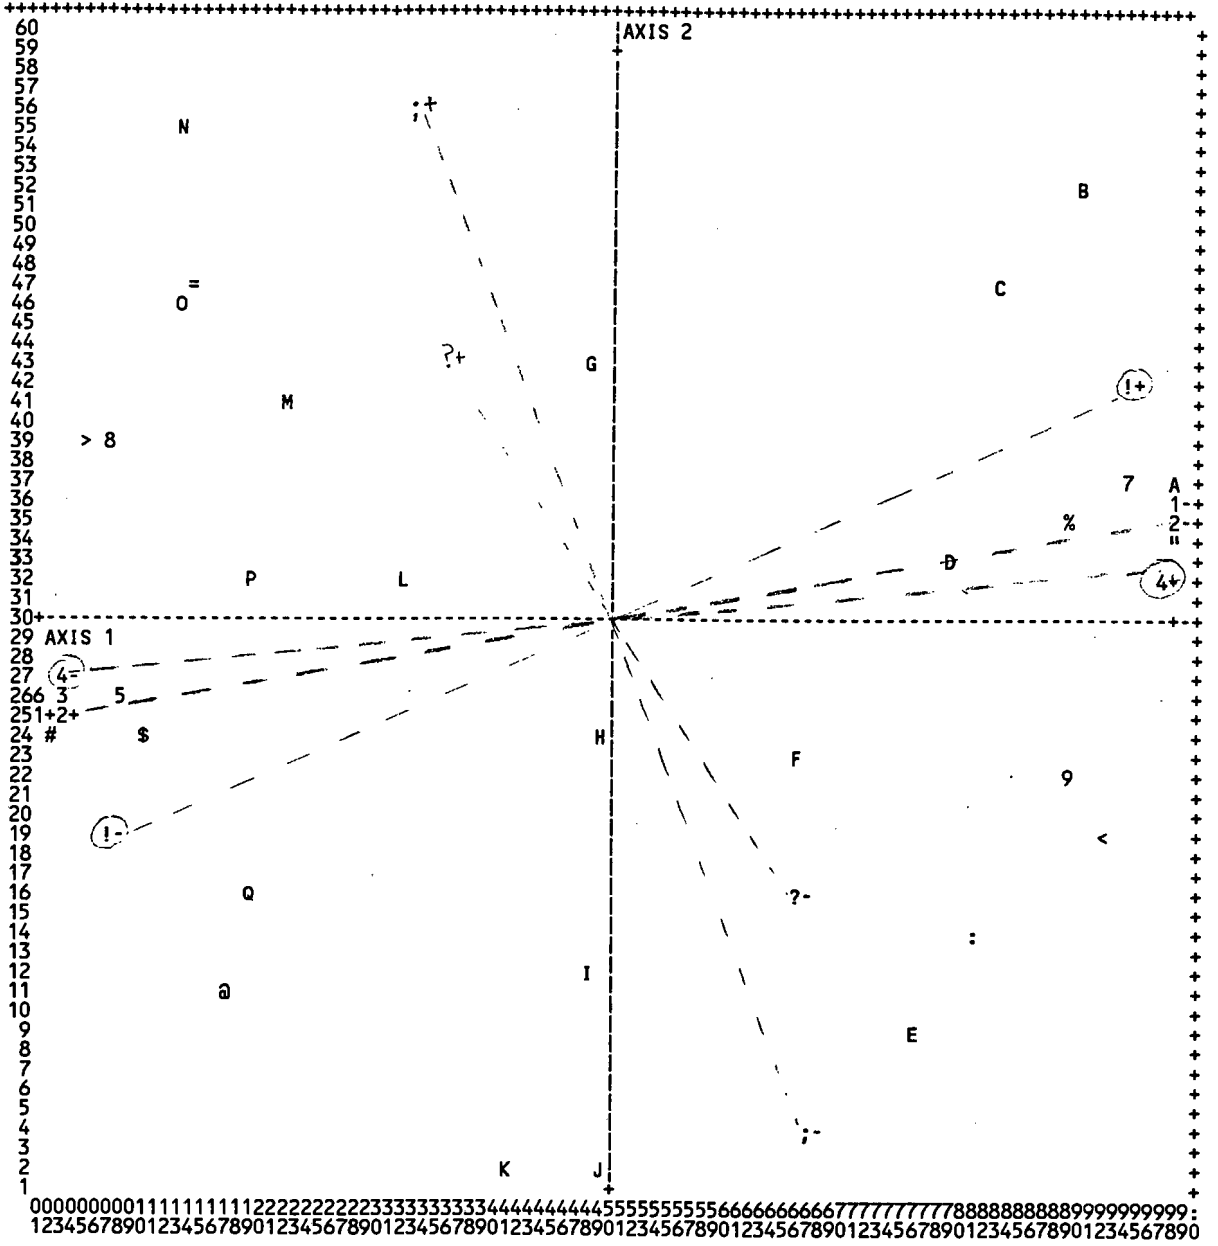 ++++++++++++++++++++++++++++++++++++++++++++++++++++++++++++++++++++++++++++++++++++++++++++++++++++
60 AXIS 2
59 + +
58 +
57 +
56 ;+ +
55 N +
54 +
53 +
52 B +
51 +
50 +
49 +
48 +
47 = C +
46 O +
45 +
44 +
43 ?+ G +
42 !+ +
41 M +
40 +
39 > 8 +
38 +
37 7 A +
36 1-+
35 % 2-+
34 " +
33 D +
32 P L 4+ +
31 +
30+ + +
29 AXIS 1 +
28 +
27 4= +
266 3 5 +
251+2+ +
24 # $ H +
23 F +
22 9 +
21 +
20 +
19 !- < +
18 +
17 +
16 Q ?- +
15 +
14 : +
13 +
12 I +
11 @ +
10 +
9 E +
8 +
7 +
6 +
5 +
4 ;- +
3 +
2 K J +
1 + +
0000000001111111111222222222233333333334444444444555555555566666666667777777777888888888899999999990:
1234567890123456789012345678901234567890123456789012345678901234567890123456789012345678901234567890